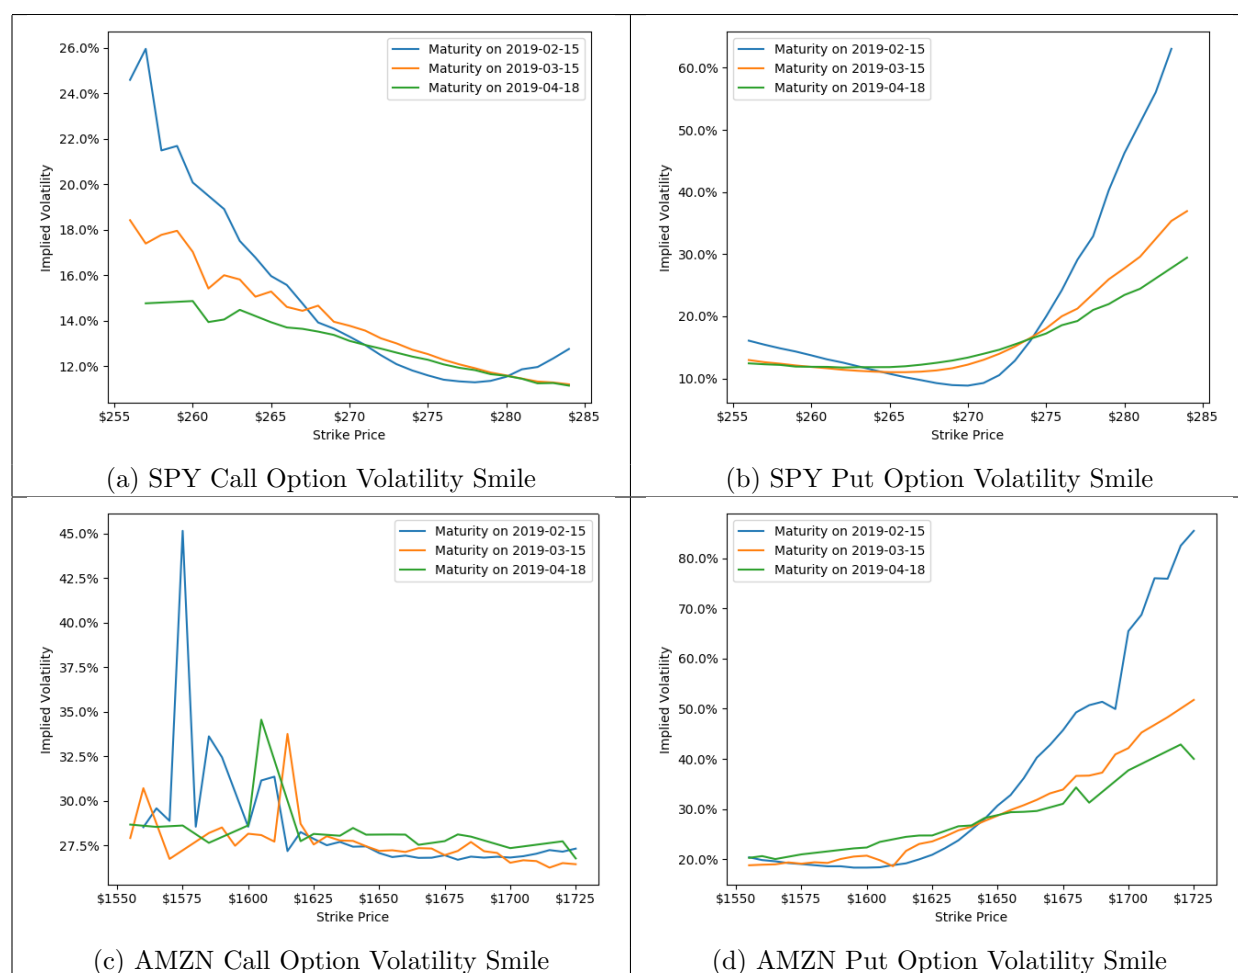 26.0%
24.0%
22.0%
20.0%
18.0%
16.0%
14.0%
12.0%
Implied Volatility
Maturity on 2019-02-15
Maturity on 2019-03-15
Maturity on 2019-04-18
$255 $260 $265 $270 $275 $280 $285
Strike Price
(a) SPY Call Option Volatility Smile
60.0%
50.0%
40.0%
30.0%
20.0%
10.0%
Implied Volatility
Maturity on 2019-02-15
Maturity on 2019-03-15
Maturity on 2019-04-18
$255 $260 $265 $270 $275 $280 $285
Strike Price
(b) SPY Put Option Volatility Smile
45.0%
42.5%
40.0%
37.5%
35.0%
32.5%
30.0%
27.5%
Implied Volatility
Maturity on 2019-02-15
Maturity on 2019-03-15
Maturity on 2019-04-18
$1550 $1575 $1600 $1625 $1650 $1675 $1700 $1725
Strike Price
(c) AMZN Call Option Volatility Smile
80.0%
70.0%
60.0%
50.0%
40.0%
30.0%
20.0%
Implied Volatility
Maturity on 2019-02-15
Maturity on 2019-03-15
Maturity on 2019-04-18
$1550 $1575 $1600 $1625 $1650 $1675 $1700 $1725
Strike Price
(d) AMZN Put Option Volatility Smile